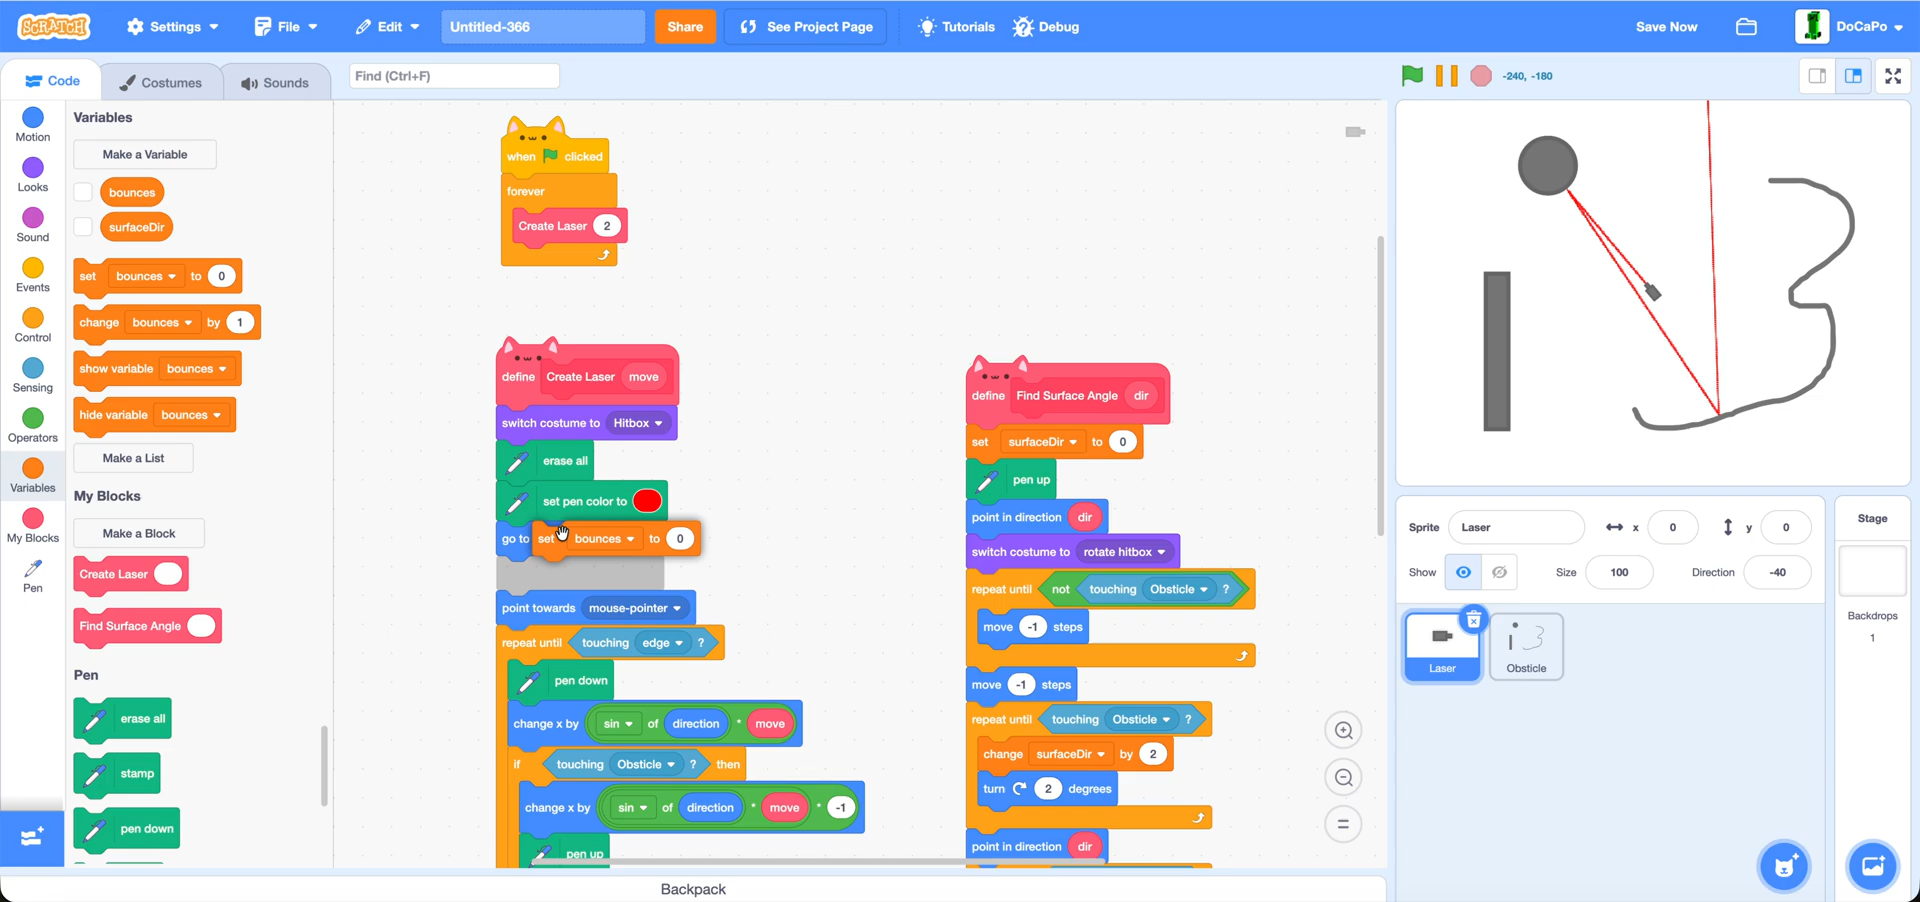 SCRATCH Settings File Edit Untitled-366 Share See Project Page Tutorials Debug Save Now DoCaPo
Code Costumes Sounds Find (Ctrl+F) -240, -180
Motion
Looks
Sound
Events
Control
Sensing
Operators
Variables
My Blocks
Pen
Variables
Make a Variable
bounces
surfaceDir
set bounces to 0
change bounces by 1
show variable bounces
hide variable bounces
Make a List
My Blocks
Make a Block
Create Laser
Find Surface Angle
Pen
erase all
stamp
pen down
when clicked
forever
Create Laser 2
define Create Laser move
switch costume to Hitbox
erase all
set pen color to
go to set bounces to 0
point towards mouse-pointer
repeat until touching edge ?
pen down
change x by sin of direction * move
if touching Obsticle ? then
change x by sin of direction * move * -1
pen up
define Find Surface Angle dir
set surfaceDir to 0
pen up
point in direction dir
switch costume to rotate hitbox
repeat until not touching Obsticle ?
move -1 steps
move -1 steps
repeat until touching Obsticle ?
change surfaceDir by 2
turn 2 degrees
point in direction dir
Backpack
Sprite Laser x 0 y 0
Show Size 100 Direction -40
Laser
Obsticle
Stage
Backdrops
1